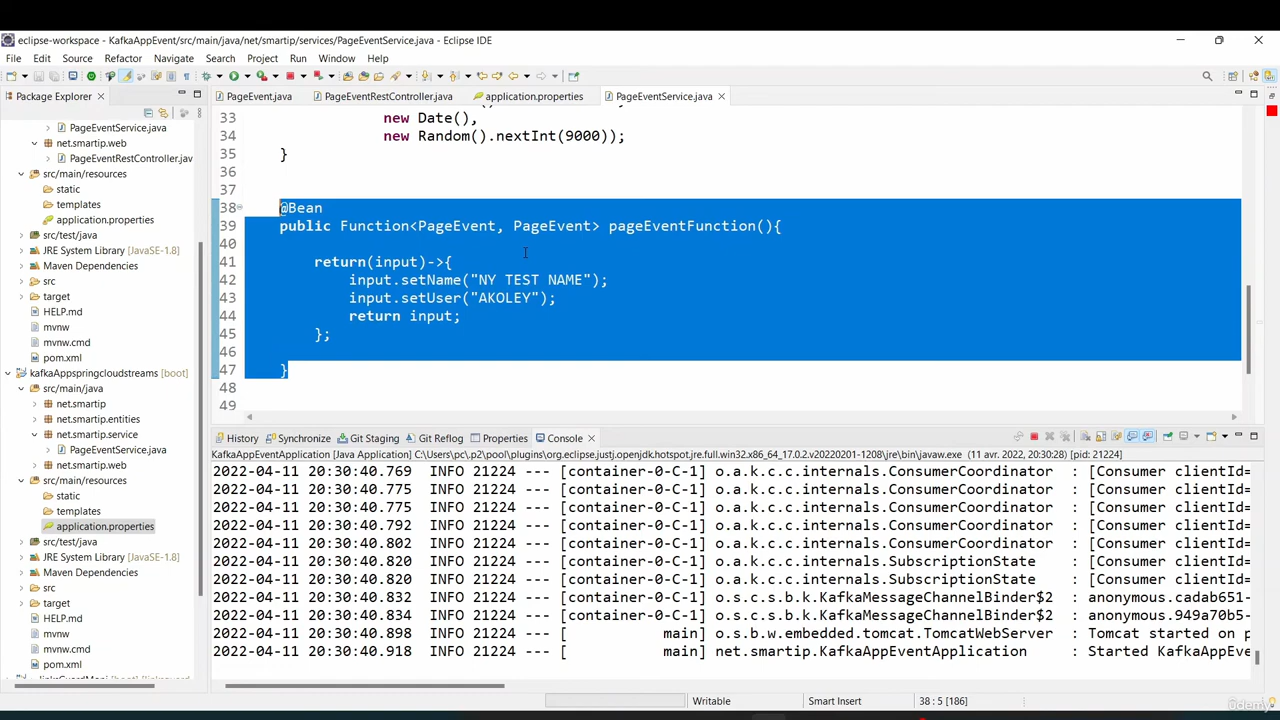 eclipse-workspace - KafkaAppEvent/src/main/java/net/smartip/services/PageEventService.java - Eclipse IDE
File Edit Source Refactor Navigate Search Project Run Window Help
Package Explorer
PageEvent.java PageEventRestController.java application.properties PageEventService.java
PageEventService.java
net.smartip.web
PageEventRestController.jav
src/main/resources
static
templates
application.properties
src/test/java
JRE System Library [JavaSE-1.8]
Maven Dependencies
src
target
HELP.md
mvnw
mvnw.cmd
pom.xml
kafkaAppspringcloudstreams [boot]
src/main/java
net.smartip
net.smartip.entities
net.smartip.service
PageEventService.java
net.smartip.web
src/main/resources
static
templates
application.properties
src/test/java
JRE System Library [JavaSE-1.8]
Maven Dependencies
src
target
HELP.md
mvnw
mvnw.cmd
pom.xml
33 new Date(),
34 new Random().nextInt(9000));
35 }
36
37
38 @Bean
39 public Function<PageEvent, PageEvent> pageEventFunction(){
40
41 return(input)->{
42 input.setName("NY TEST NAME");
43 input.setUser("AKOLEY");
44 return input;
45 };
46
47 }
48
49
History Synchronize Git Staging Git Reflog Properties Console
KafkaAppEventApplication [Java Application] C:\Users\pc\.p2\pool\plugins\org.eclipse.justj.openjdk.hotspot.jre.full.win32.x86_64_17.0.2.v20220201-1208\jre\bin\javaw.exe (11 avr. 2022, 20:30:28) [pid: 21224]
2022-04-11 20:30:40.769 INFO 21224 --- [container-0-C-1] o.a.k.c.c.internals.ConsumerCoordinator : [Consumer clientId=
2022-04-11 20:30:40.775 INFO 21224 --- [container-0-C-1] o.a.k.c.c.internals.ConsumerCoordinator : [Consumer clientId=
2022-04-11 20:30:40.775 INFO 21224 --- [container-0-C-1] o.a.k.c.c.internals.ConsumerCoordinator : [Consumer clientId=
2022-04-11 20:30:40.792 INFO 21224 --- [container-0-C-1] o.a.k.c.c.internals.ConsumerCoordinator : [Consumer clientId=
2022-04-11 20:30:40.802 INFO 21224 --- [container-0-C-1] o.a.k.c.c.internals.ConsumerCoordinator : [Consumer clientId=
2022-04-11 20:30:40.820 INFO 21224 --- [container-0-C-1] o.a.k.c.c.internals.SubscriptionState : [Consumer clientId=
2022-04-11 20:30:40.820 INFO 21224 --- [container-0-C-1] o.a.k.c.c.internals.SubscriptionState : [Consumer clientId=
2022-04-11 20:30:40.832 INFO 21224 --- [container-0-C-1] o.s.c.s.b.k.KafkaMessageChannelBinder$2 : anonymous.cadab651-
2022-04-11 20:30:40.834 INFO 21224 --- [container-0-C-1] o.s.c.s.b.k.KafkaMessageChannelBinder$2 : anonymous.949a70b5-
2022-04-11 20:30:40.898 INFO 21224 --- [ main] o.s.b.w.embedded.tomcat.TomcatWebServer : Tomcat started on p
2022-04-11 20:30:40.918 INFO 21224 --- [ main] net.smartip.KafkaAppEventApplication : Started KafkaAppEve
Writable Smart Insert 38 : 5 [186]
udemy